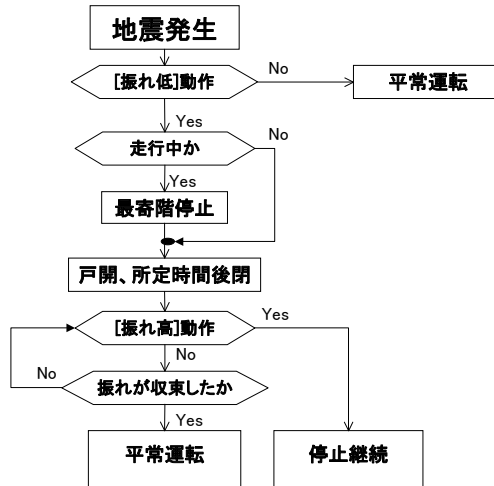 地震発生
[振れ低]動作
No
平常運転
Yes
走行中か
No
Yes
最寄階停止
戸開、所定時間後閉
[振れ高]動作
Yes
No
No
振れが収束したか
Yes
平常運転
停止継続